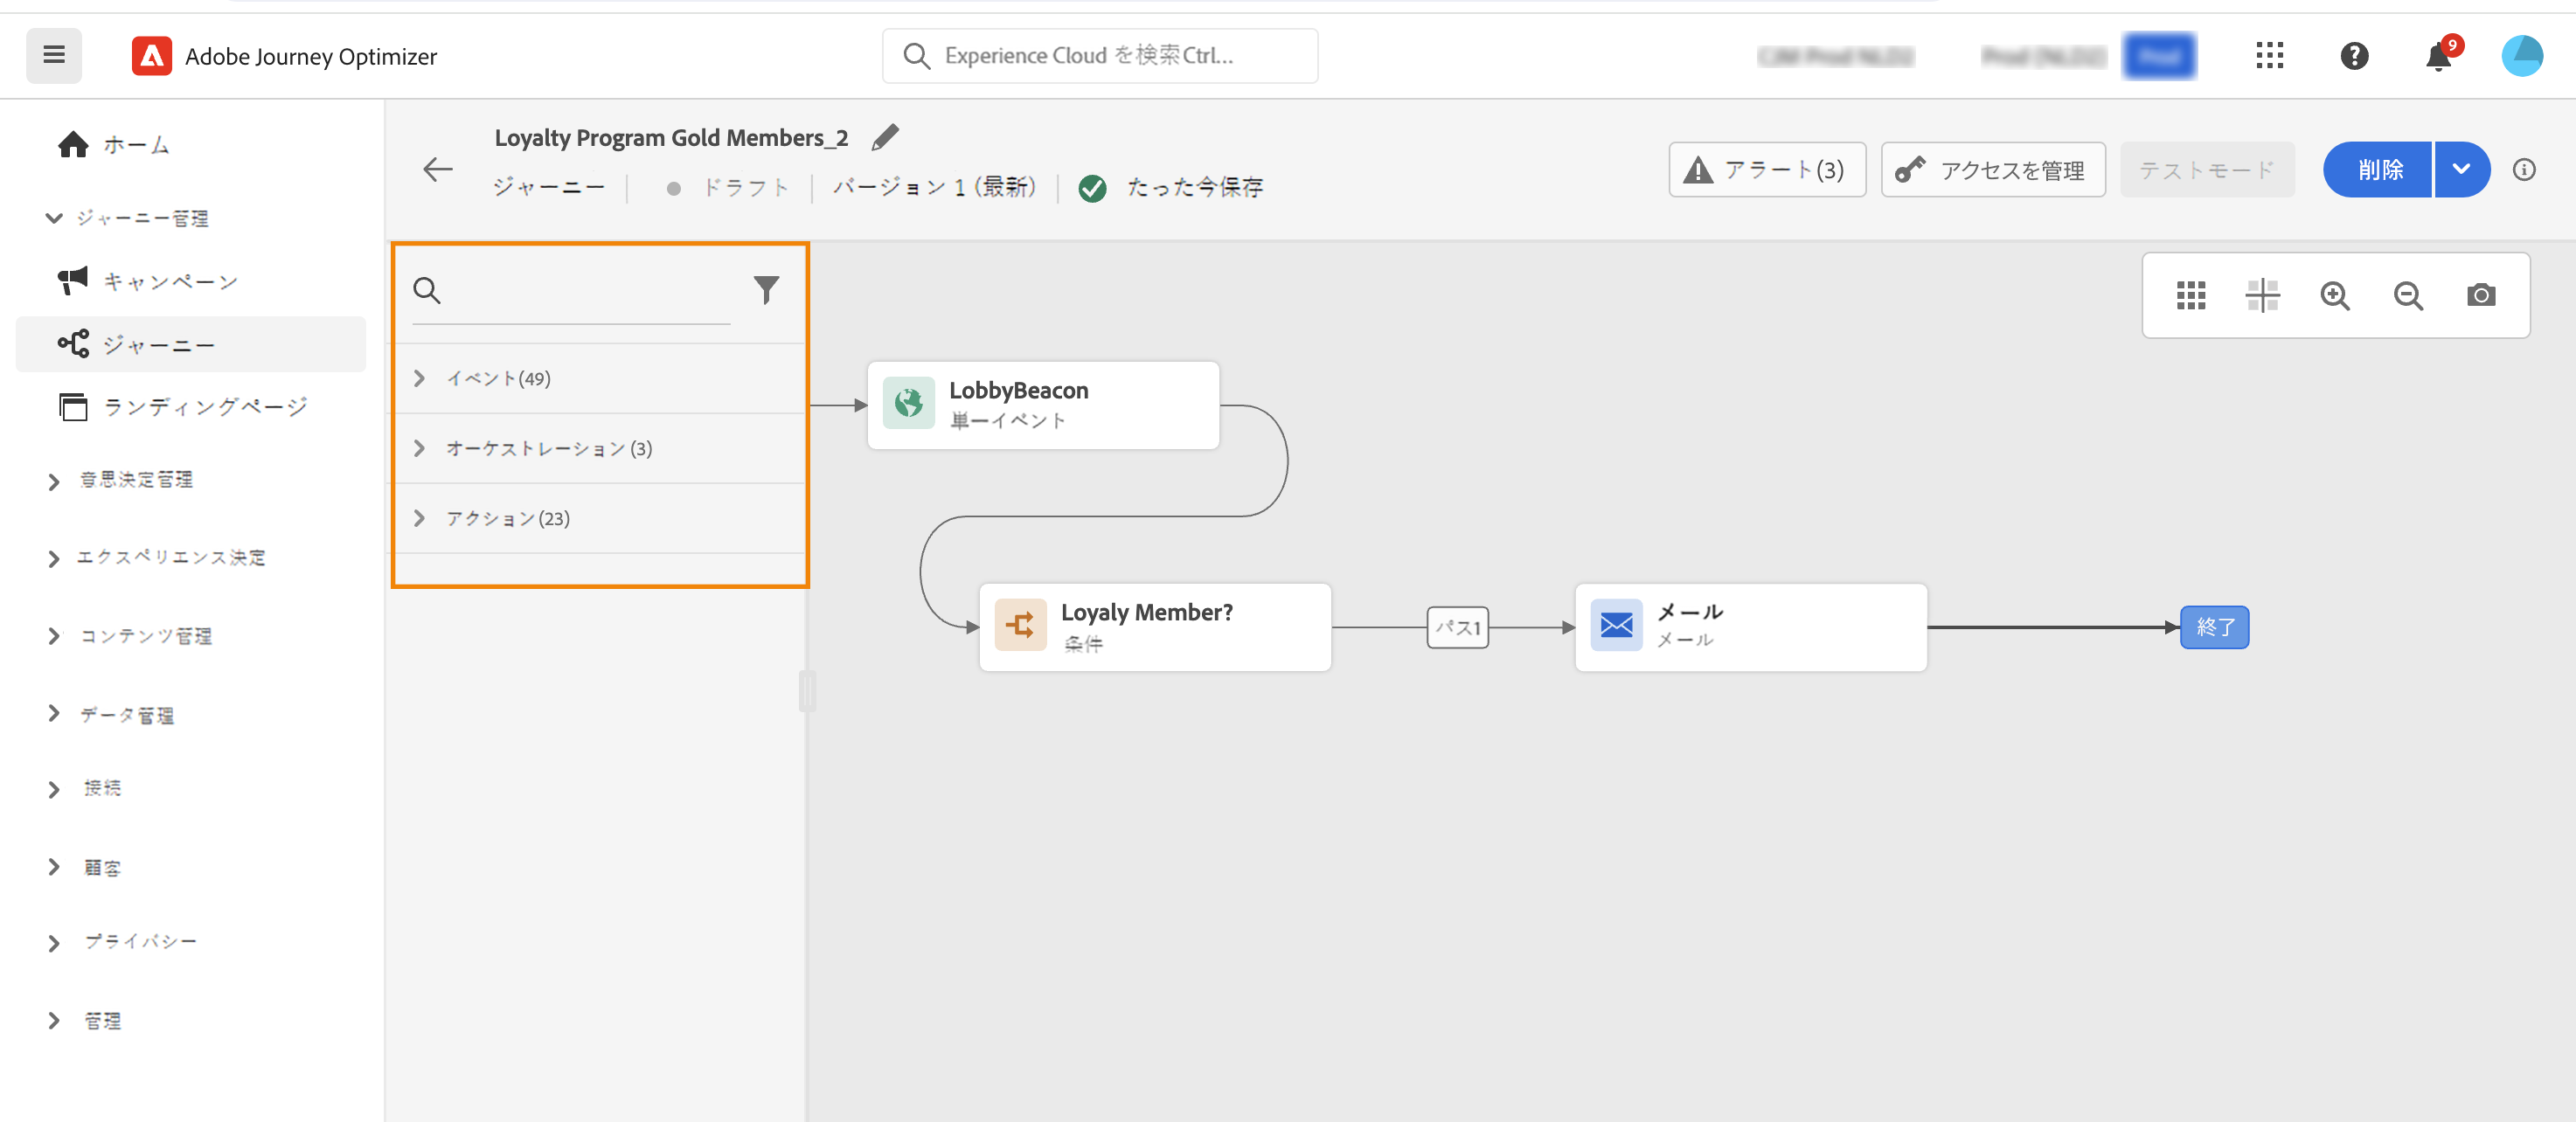 Adobe Journey Optimizer
Experience Cloud を検索Ctrl...
9
ホーム
ジャーニー管理
キャンペーン
ジャーニー
ランディングページ
意思決定管理
エクスペリエンス決定
コンテンツ管理
データ管理
接続
顧客
プライバシー
管理
Loyalty Program Gold Members_2
ジャーニー
ドラフト
バージョン 1 (最新)
たった今保存
アラート(3)
アクセスを管理
テストモード
削除
イベント(49)
オーケストレーション (3)
アクション(23)
LobbyBeacon
単一イベント
Loyaly Member?
条件
パス1
メール
メール
終了